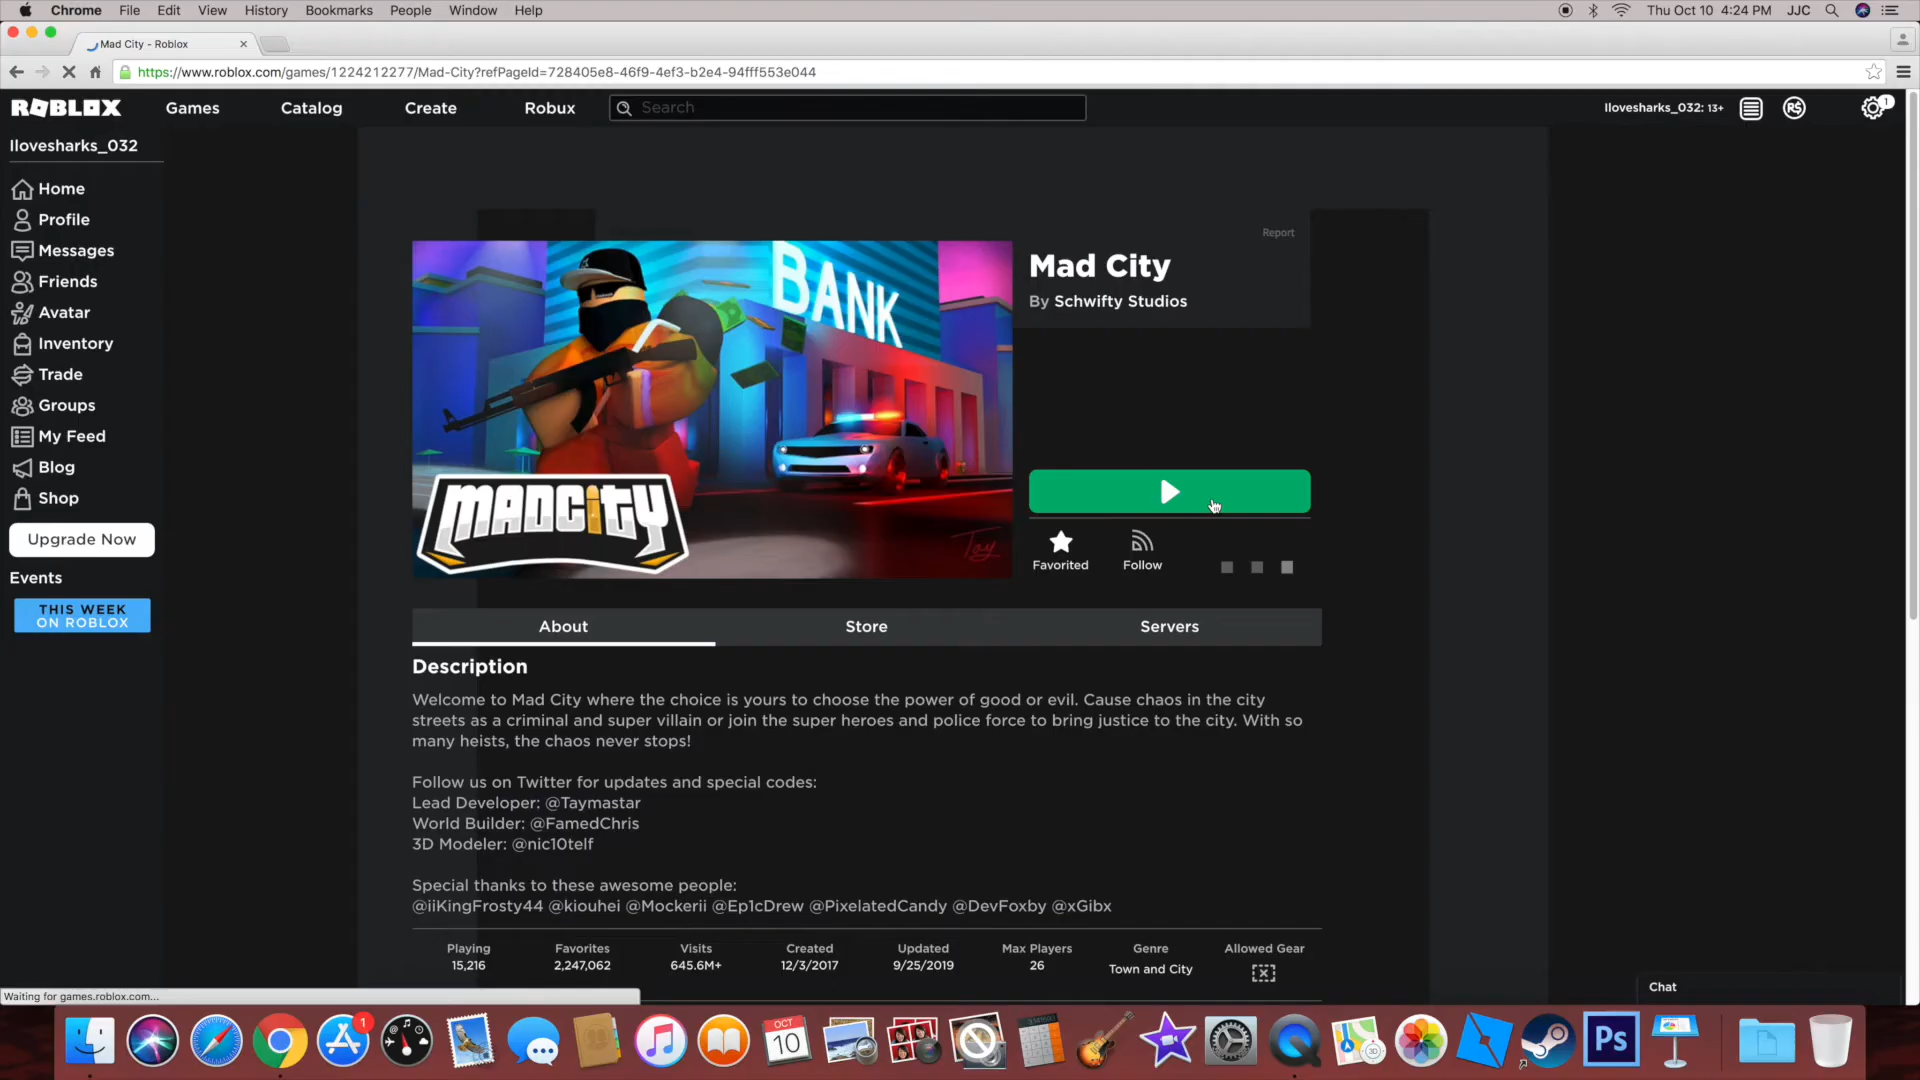 Chrome File Edit View History Bookmarks People Window Help
Thu Oct 10 4:24 PM JJC
Mad City - Roblox
https://www.roblox.com/games/1224212277/Mad-City?refPageId=728405e8-46f9-4ef3-b2e4-94fff553e044
ROBLOX Games Catalog Create Robux Search Ilovesharks_032: 13+ R$ 1
Ilovesharks_032
Home
Profile
Messages
Friends
Avatar
Inventory
Trade
Groups
My Feed
Blog
Shop
Upgrade Now
Events
THIS WEEK
ON ROBLOX
BANK
MADCITY
Tay
Report
Mad City
By Schwifty Studios
Favorited Follow
About Store Servers
Description
Welcome to Mad City where the choice is yours to choose the power of good or evil. Cause chaos in the city
streets as a criminal and super villain or join the super heroes and police force to bring justice to the city. With so
many heists, the chaos never stops!
Follow us on Twitter for updates and special codes:
Lead Developer: @Taymastar
World Builder: @FamedChris
3D Modeler: @nic10telf
Special thanks to these awesome people:
@iiKingFrosty44 @kiouhei @Mockerii @Ep1cDrew @PixelatedCandy @DevFoxby @xGibx
Playing Favorites Visits Created Updated Max Players Genre Allowed Gear
15,216 2,247,062 645.6M+ 12/3/2017 9/25/2019 26 Town and City
Chat
Waiting for games.roblox.com...
1
OCT
10
3D
Ps